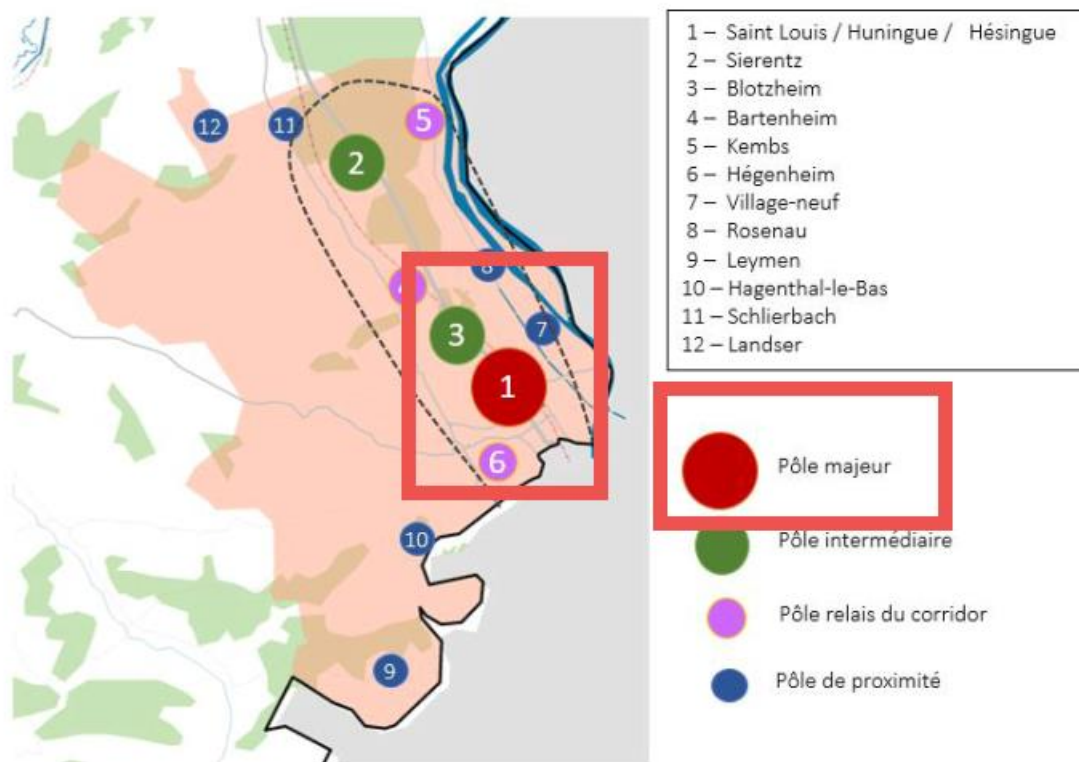 1 – Saint Louis / Huningue / Hésingue
2 – Sierentz
3 – Blotzheim
4 – Bartenheim
5 – Kembs
6 – Hégenheim
7 – Village-neuf
8 – Rosenau
9 – Leymen
10 – Hagenthal-le-Bas
11 – Schlierbach
12 – Landser
12
11
5
2
8
4
3
7
1
6
10
9
Pôle majeur
Pôle intermédiaire
Pôle relais du corridor
Pôle de proximité